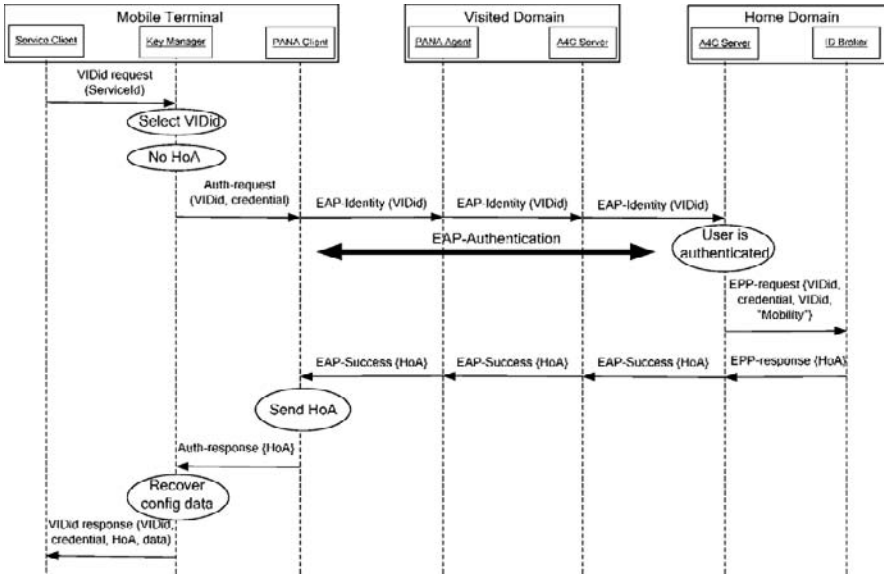 Mobile Terminal
Visited Domain
Home Domain
Service Client
Key Manager
PANA Client
PANA Agent
A4C Server
A4C Server
ID Broker
VIDid request
{ServiceId}
Select VIDid
No HoA
Auth-request
(VIDid, credential)
EAP-Identity (VIDid)
EAP-Identity (VIDid)
EAP-Identity (VIDid)
EAP-Authentication
User is
authenticated
EPP-request {VIDid,
credential, VIDid,
"Mobility"}
EAP-Success {HoA}
EAP-Success {HoA}
EAP-Success {HoA}
EPP-response {HoA}
Send HoA
Auth-response {HoA}
Recover
config data
VIDid response (VIDid,
credential, HoA, data)